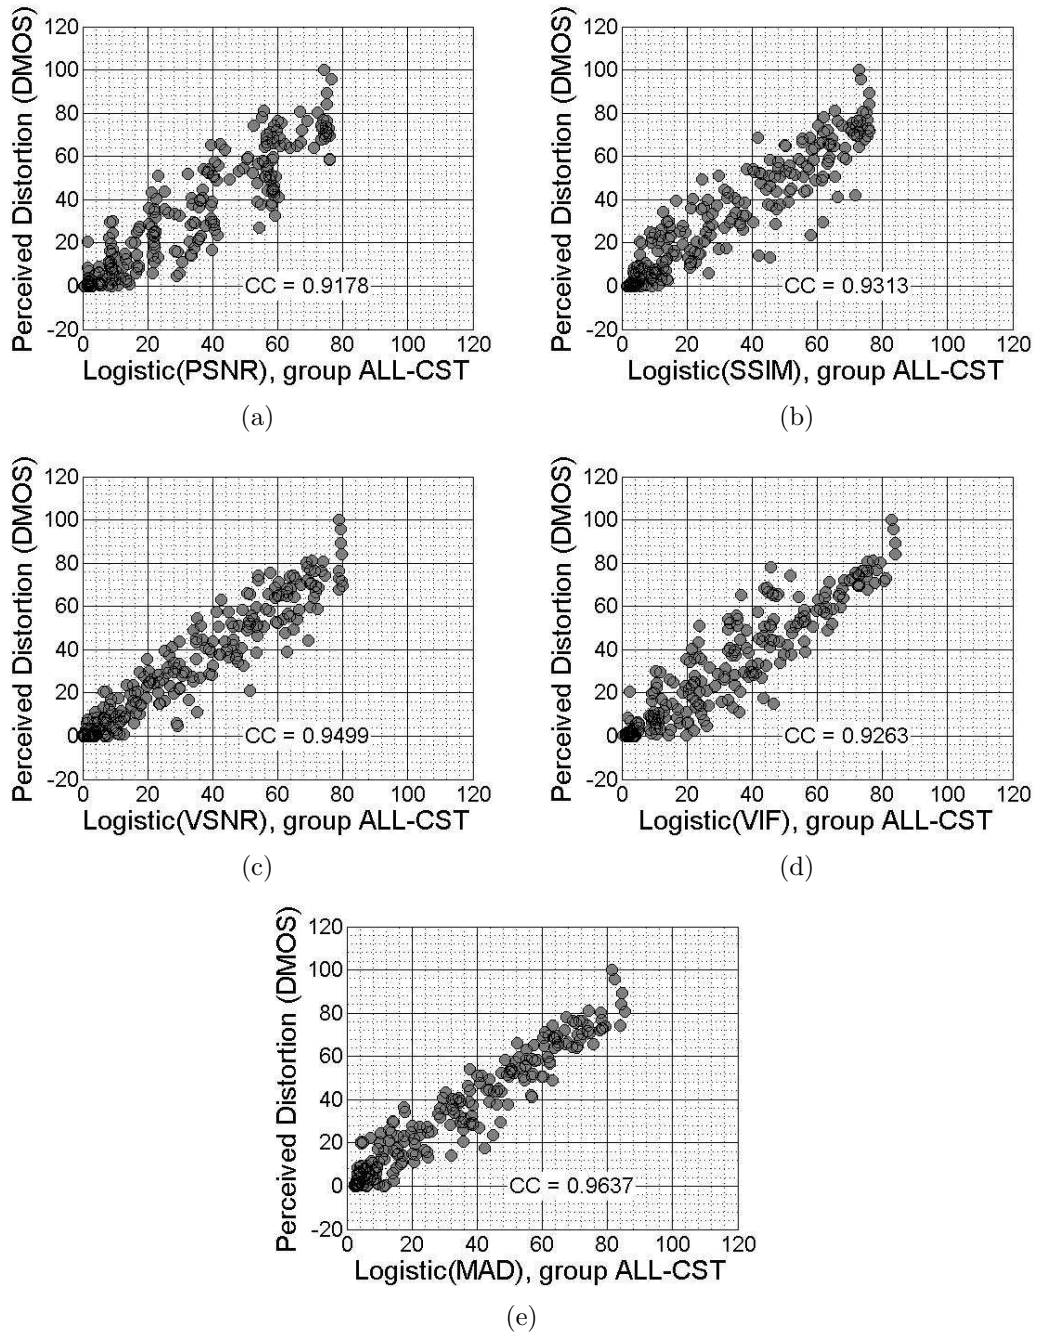 120
100
80
60
40
20
0
-20
Perceived Distortion (DMOS)
CC = 0.9178
0 20 40 60 80 100 120
Logistic(PSNR), group ALL-CST
(a)
120
100
80
60
40
20
0
-20
Perceived Distortion (DMOS)
CC = 0.9313
0 20 40 60 80 100 120
Logistic(SSIM), group ALL-CST
(b)
120
100
80
60
40
20
0
-20
Perceived Distortion (DMOS)
CC = 0.9499
0 20 40 60 80 100 120
Logistic(VSNR), group ALL-CST
(c)
120
100
80
60
40
20
0
-20
Perceived Distortion (DMOS)
CC = 0.9263
0 20 40 60 80 100 120
Logistic(VIF), group ALL-CST
(d)
120
100
80
60
40
20
0
-20
Perceived Distortion (DMOS)
CC = 0.9637
0 20 40 60 80 100 120
Logistic(MAD), group ALL-CST
(e)